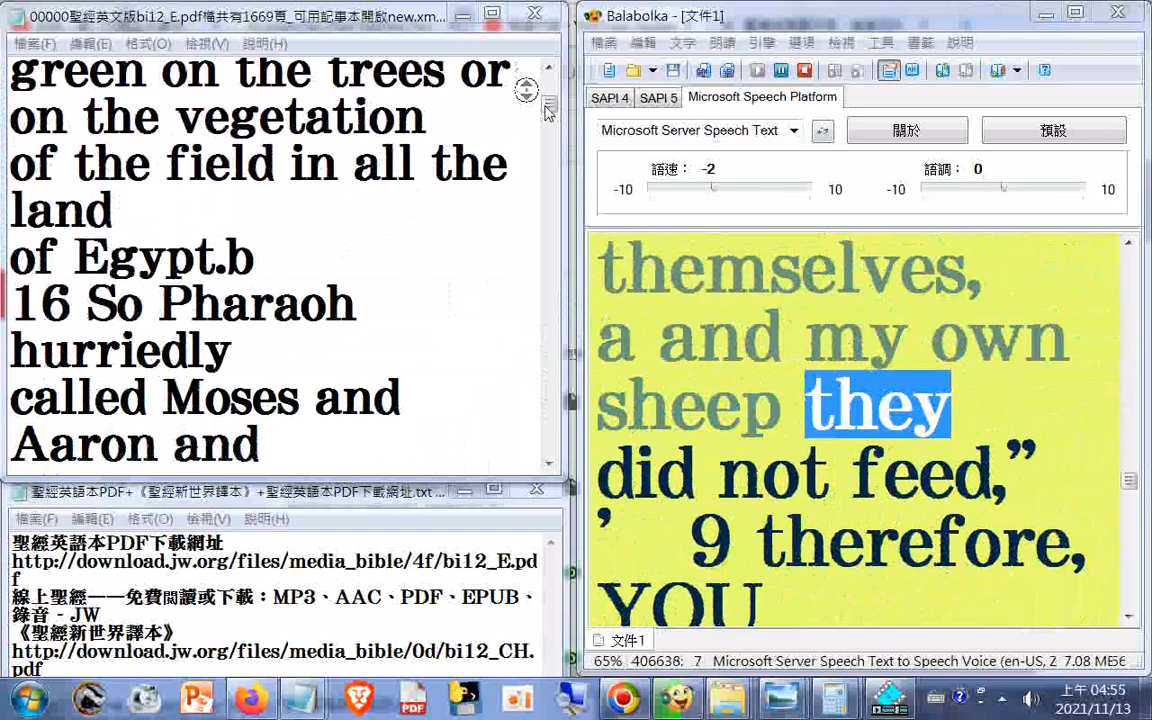 00000聖經英文版bi12_E.pdf檔共有1669頁_可用記事本開啟new.xm...
檔案(F) 編輯(E) 格式(O) 檢視(V) 說明(H)
green on the trees or
on the vegetation
of the field in all the
land
of Egypt.b
16 So Pharaoh
hurriedly
called Moses and
Aaron and
聖經英語本PDF+《聖經新世界譯本》+聖經英語本PDF下載網址.txt ...
檔案(F) 編輯(E) 格式(O) 檢視(V) 說明(H)
聖經英語本PDF下載網址
http://download.jw.org/files/media_bible/4f/bi12_E.pd
f
線上聖經——免費閱讀或下載：MP3、AAC、PDF、EPUB、
錄音 - JW
《聖經新世界譯本》
http://download.jw.org/files/media_bible/0d/bi12_CH.
pdf
Balabolka - [文件1]
檔案 編輯 文字 朗讀 引擎 選項 檢視 工具 書籤 說明
SAPI 4 SAPI 5 Microsoft Speech Platform
Microsoft Server Speech Text 關於 預設
語速： -2 語調： 0
-10 10 -10 10
themselves,
a and my own
sheep they
did not feed,”
’ 9 therefore,
YOU
文件1
65% 406638: 7 Microsoft Server Speech Text to Speech Voice (en-US, Z 7.08 ME56
上午 04:55
2021/11/13